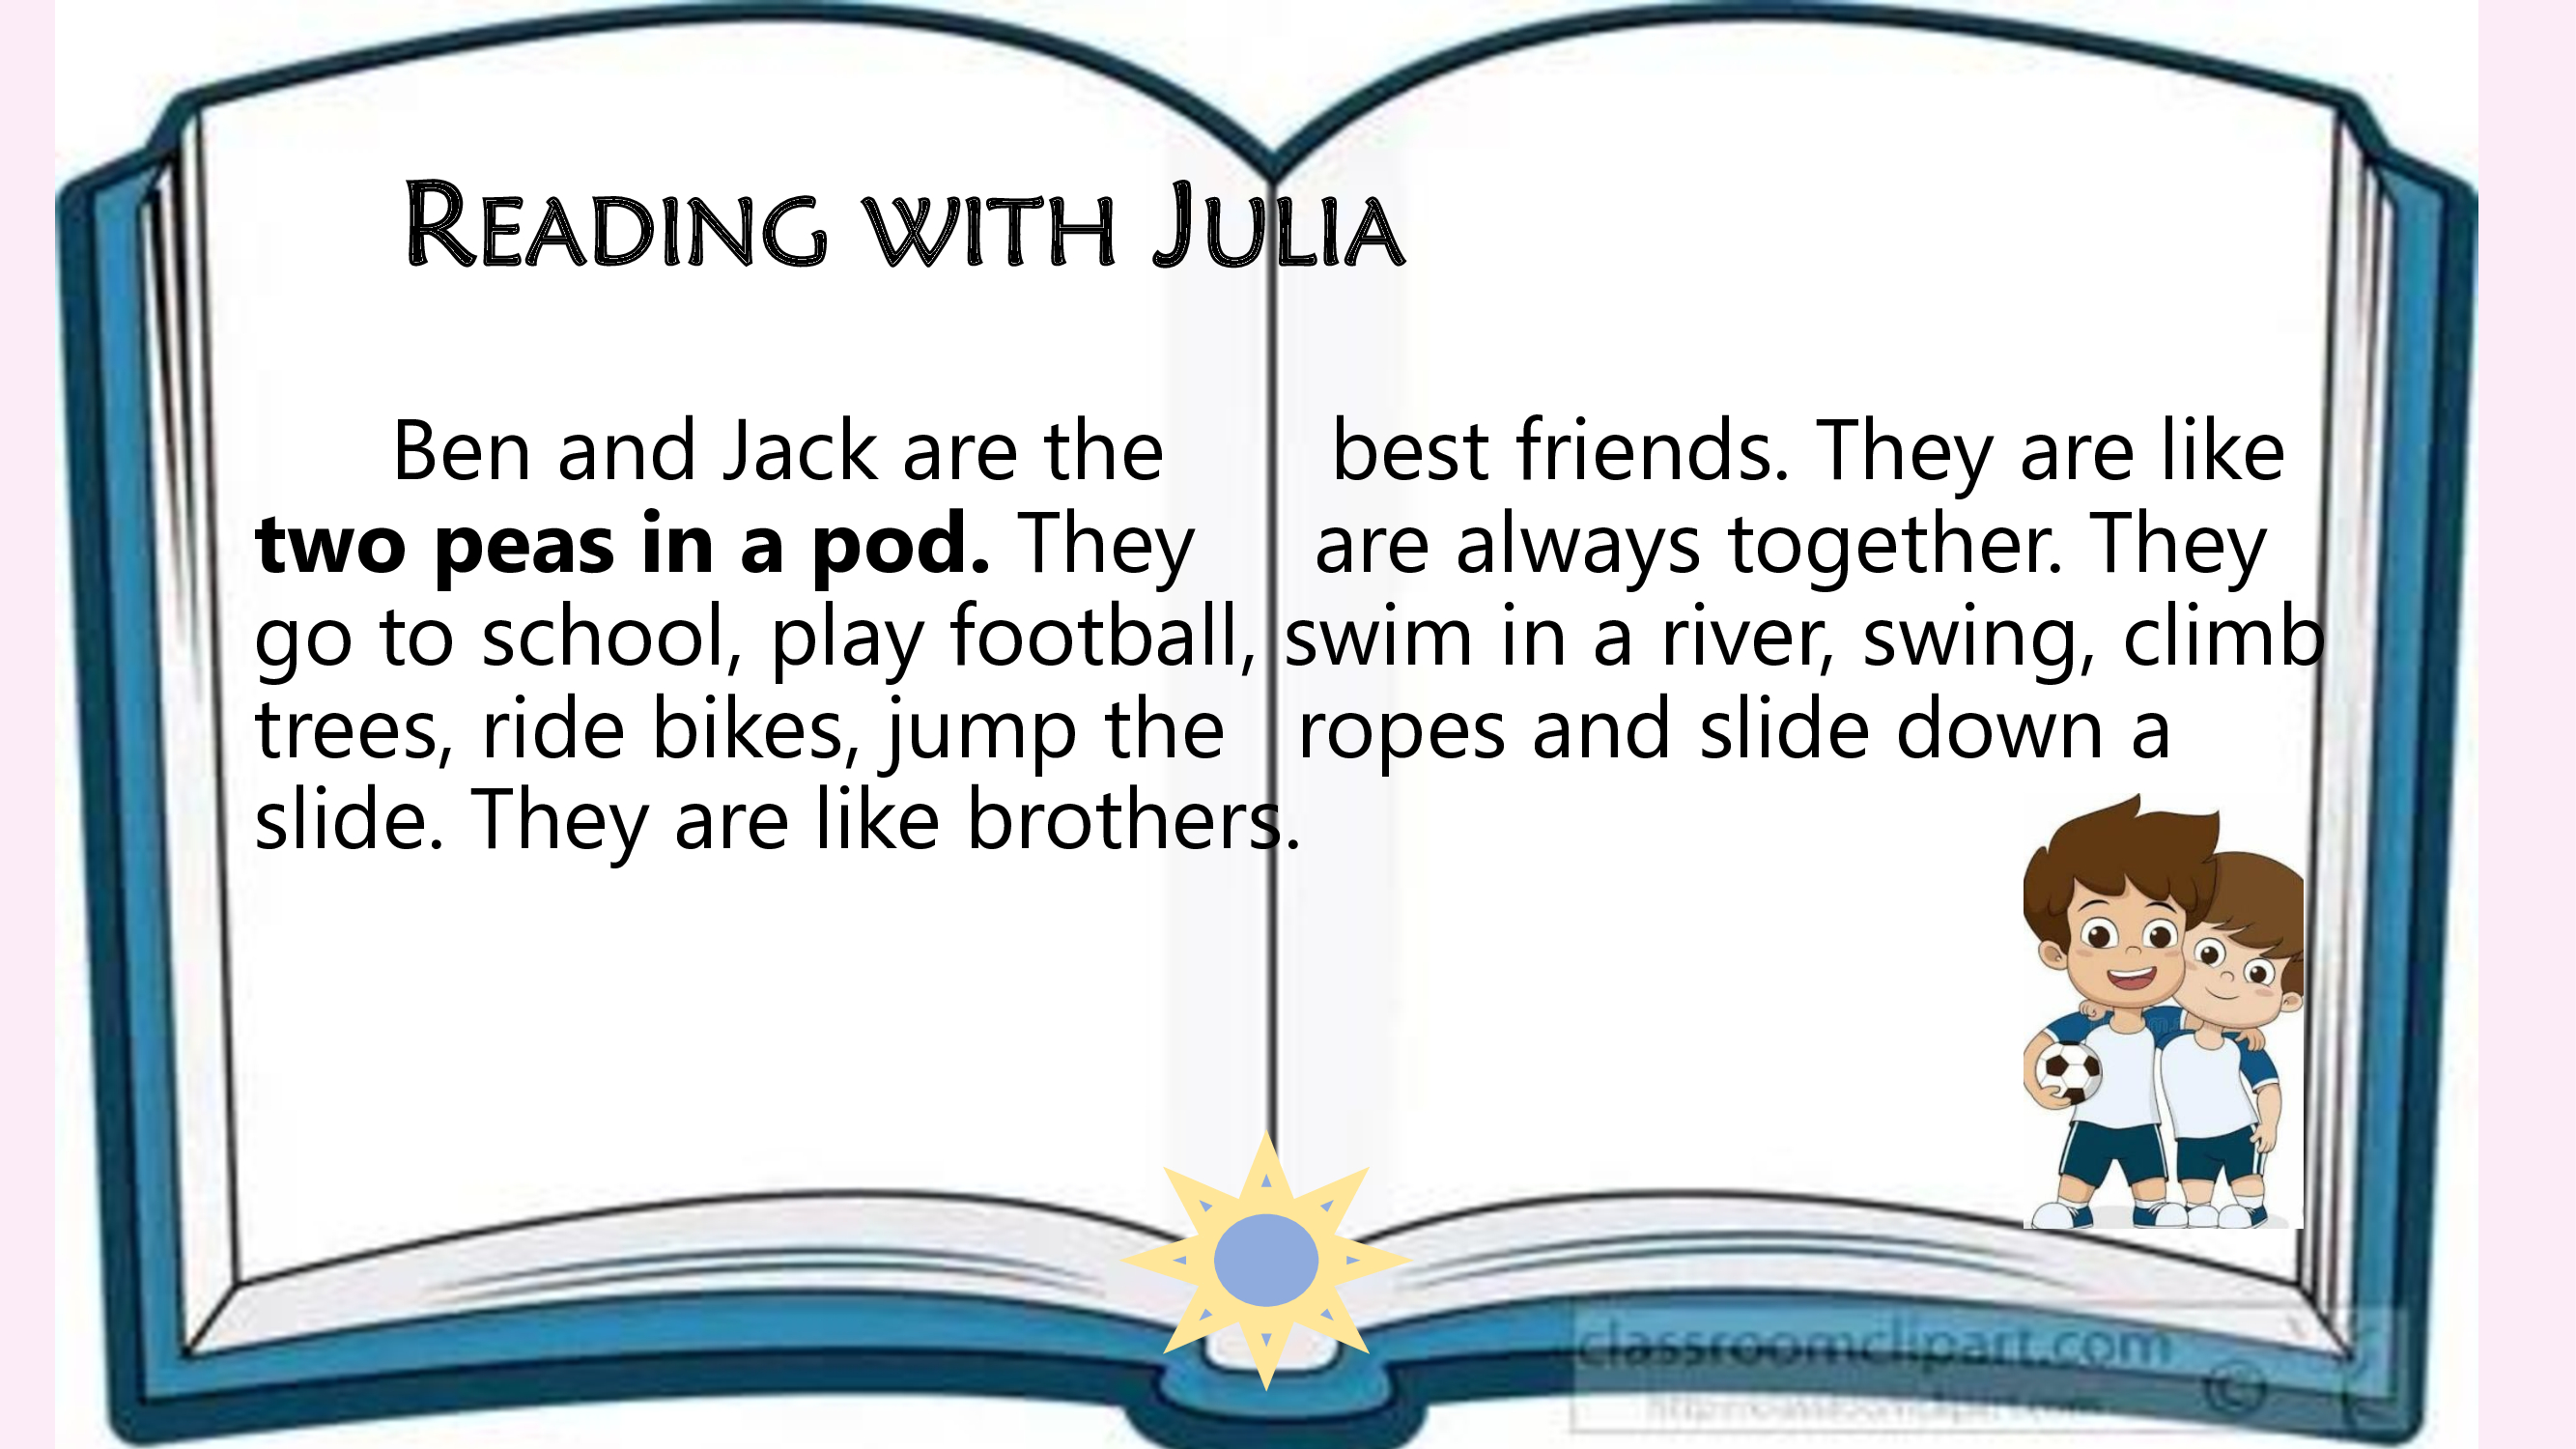 READING WITH JULIA
Ben and Jack are the best friends. They are like
two peas in a pod. They are always together. They
go to school, play football, swim in a river, swing, climb
trees, ride bikes, jump the ropes and slide down a
slide. They are like brothers.
classroomclipart.com
©